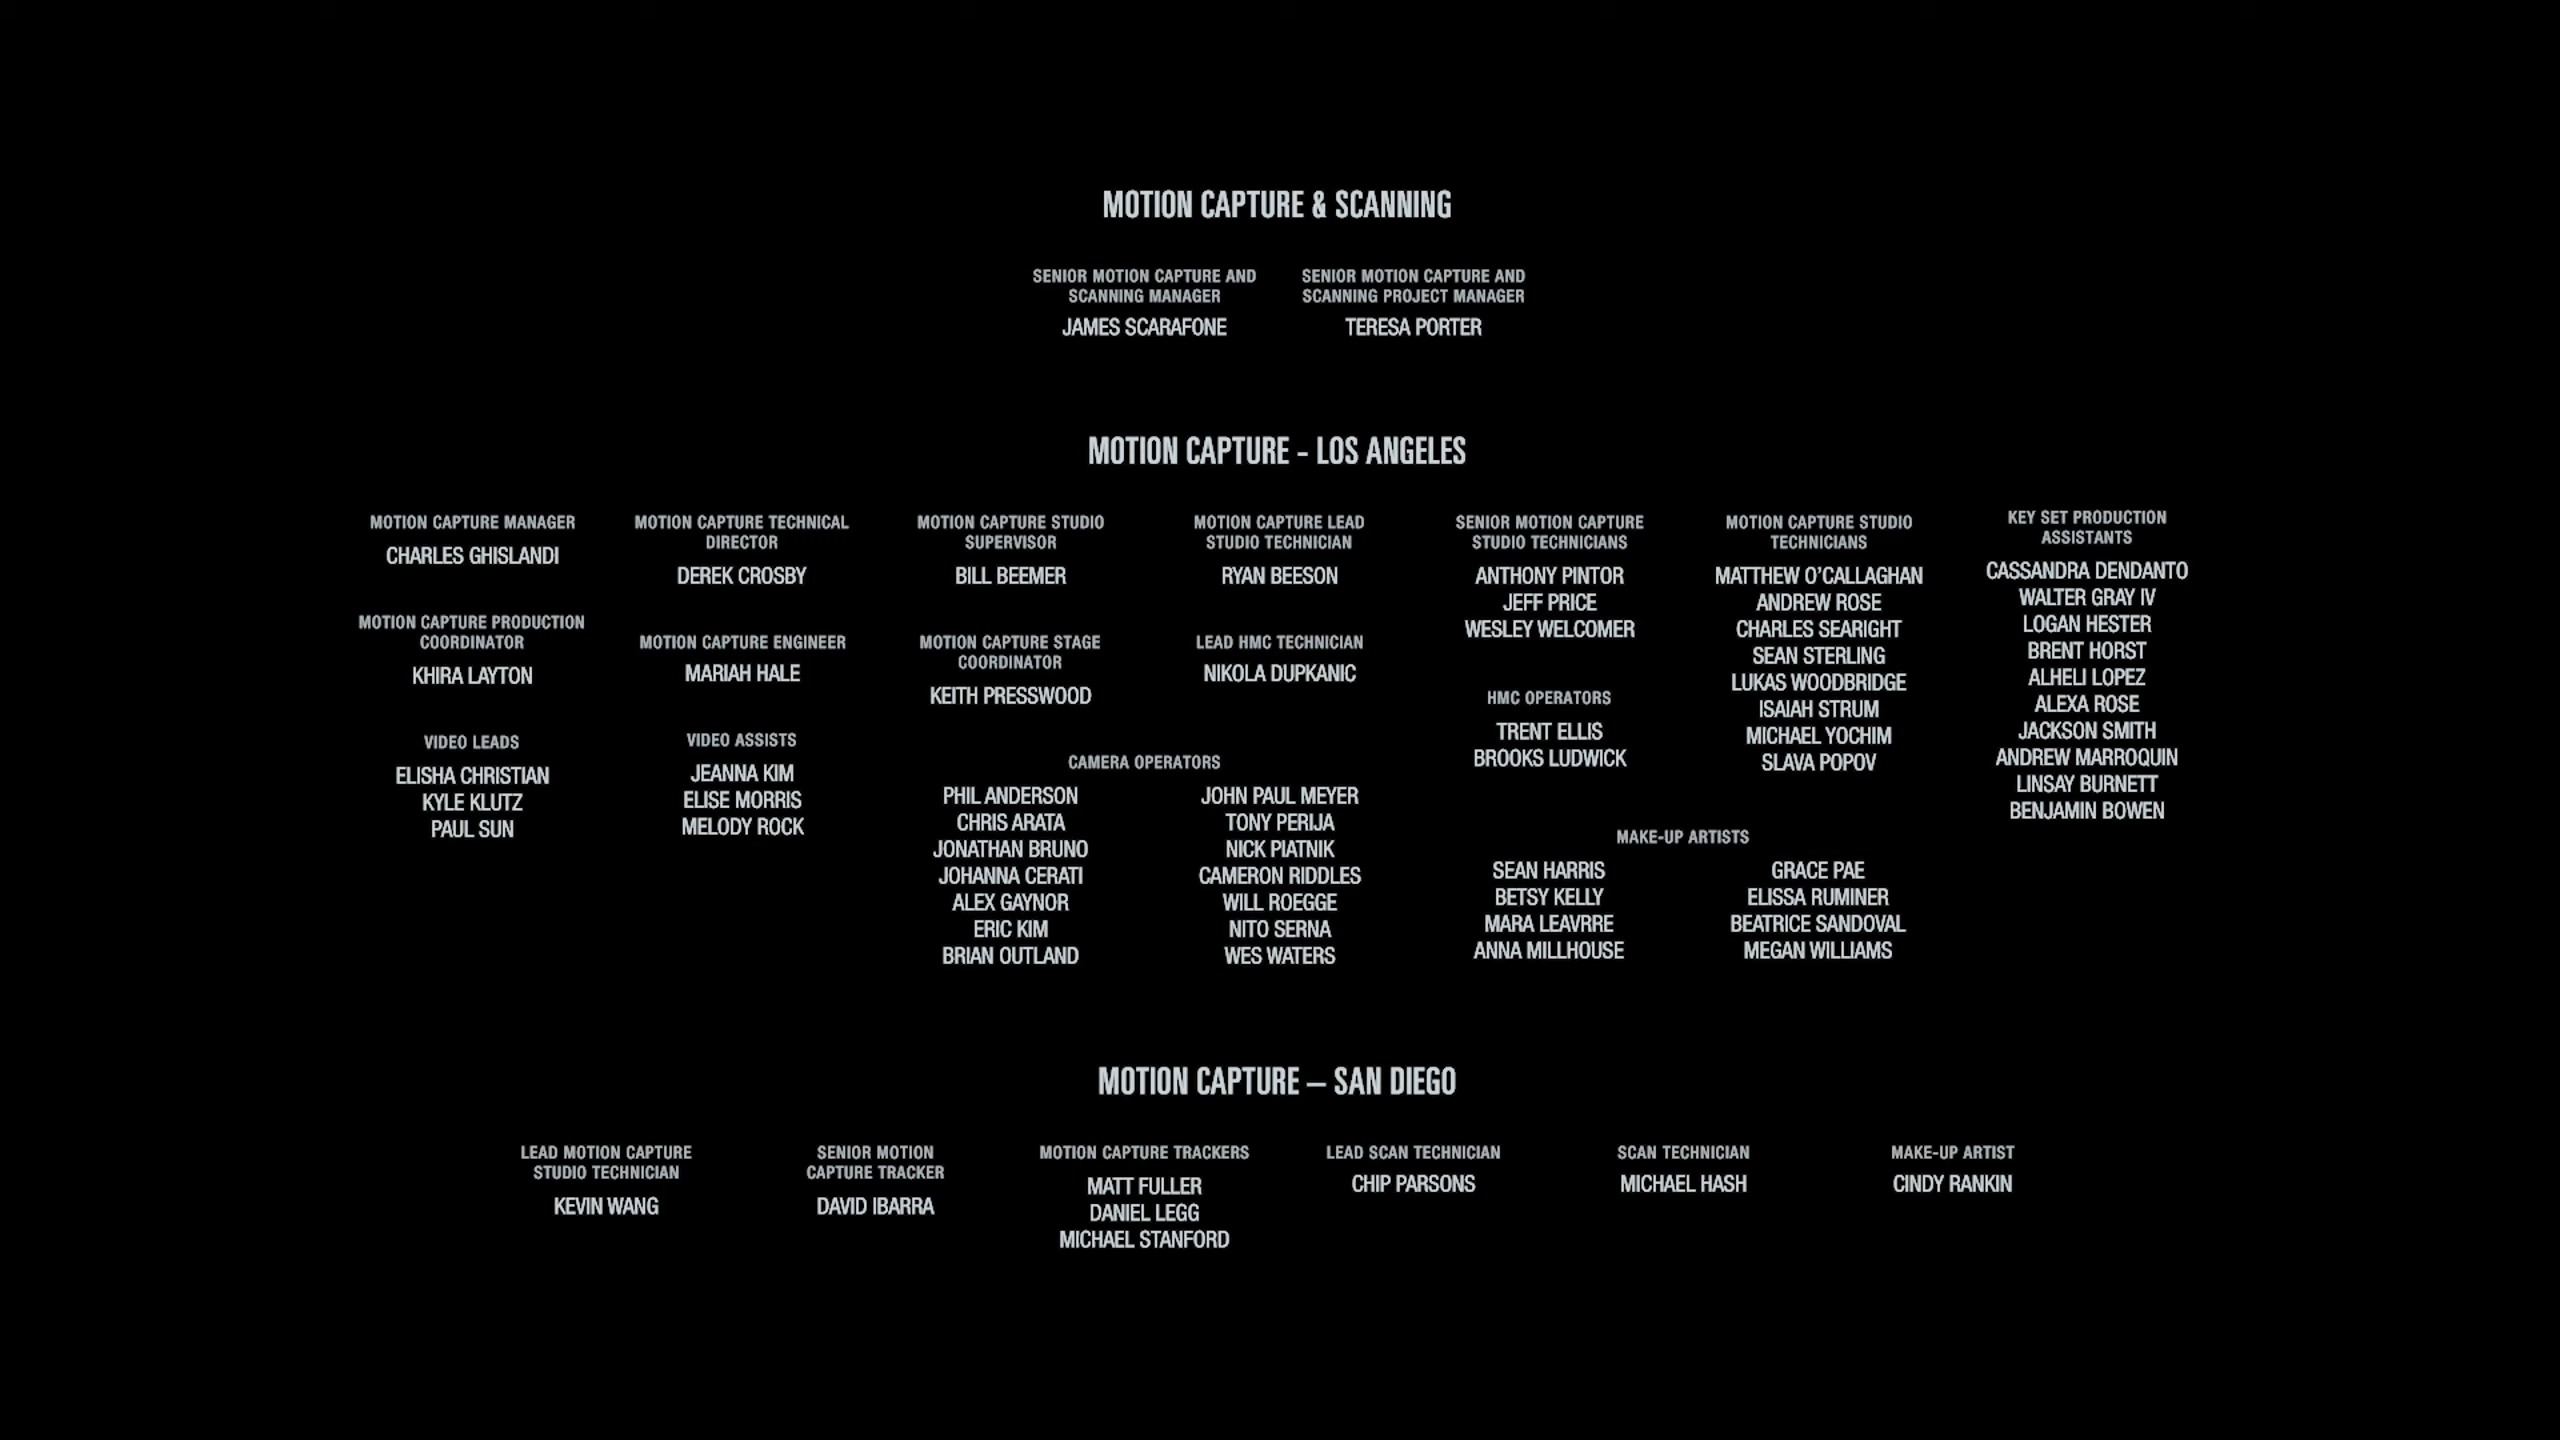 MOTION CAPTURE & SCANNING
SENIOR MOTION CAPTURE AND
SCANNING MANAGER
JAMES SCARAFONE
SENIOR MOTION CAPTURE AND
SCANNING PROJECT MANAGER
TERESA PORTER
MOTION CAPTURE - LOS ANGELES
MOTION CAPTURE MANAGER
CHARLES GHISLANDI
MOTION CAPTURE PRODUCTION
COORDINATOR
KHIRA LAYTON
VIDEO LEADS
ELISHA CHRISTIAN
KYLE KLUTZ
PAUL SUN
MOTION CAPTURE TECHNICAL
DIRECTOR
DEREK CROSBY
MOTION CAPTURE ENGINEER
MARIAH HALE
VIDEO ASSISTS
JEANNA KIM
ELISE MORRIS
MELODY ROCK
MOTION CAPTURE STUDIO
SUPERVISOR
BILL BEEMER
MOTION CAPTURE STAGE
COORDINATOR
KEITH PRESSWOOD
MOTION CAPTURE LEAD
STUDIO TECHNICIAN
RYAN BEESON
LEAD HMC TECHNICIAN
NIKOLA DUPKANIC
CAMERA OPERATORS
PHIL ANDERSON
CHRIS ARATA
JONATHAN BRUNO
JOHANNA CERATI
ALEX GAYNOR
ERIC KIM
BRIAN OUTLAND
JOHN PAUL MEYER
TONY PERIJA
NICK PIATNIK
CAMERON RIDDLES
WILL ROEGGE
NITO SERNA
WES WATERS
SENIOR MOTION CAPTURE
STUDIO TECHNICIANS
ANTHONY PINTOR
JEFF PRICE
WESLEY WELCOMER
HMC OPERATORS
TRENT ELLIS
BROOKS LUDWICK
MOTION CAPTURE STUDIO
TECHNICIANS
MATTHEW O’CALLAGHAN
ANDREW ROSE
CHARLES SEARIGHT
SEAN STERLING
LUKAS WOODBRIDGE
ISAIAH STRUM
MICHAEL YOCHIM
SLAVA POPOV
MAKE-UP ARTISTS
SEAN HARRIS
BETSY KELLY
MARA LEAVRRE
ANNA MILLHOUSE
GRACE PAE
ELISSA RUMINER
BEATRICE SANDOVAL
MEGAN WILLIAMS
KEY SET PRODUCTION
ASSISTANTS
CASSANDRA DENDANTO
WALTER GRAY IV
LOGAN HESTER
BRENT HORST
ALHELI LOPEZ
ALEXA ROSE
JACKSON SMITH
ANDREW MARROQUIN
LINSAY BURNETT
BENJAMIN BOWEN
MOTION CAPTURE – SAN DIEGO
LEAD MOTION CAPTURE
STUDIO TECHNICIAN
KEVIN WANG
SENIOR MOTION
CAPTURE TRACKER
DAVID IBARRA
MOTION CAPTURE TRACKERS
MATT FULLER
DANIEL LEGG
MICHAEL STANFORD
LEAD SCAN TECHNICIAN
CHIP PARSONS
SCAN TECHNICIAN
MICHAEL HASH
MAKE-UP ARTIST
CINDY RANKIN